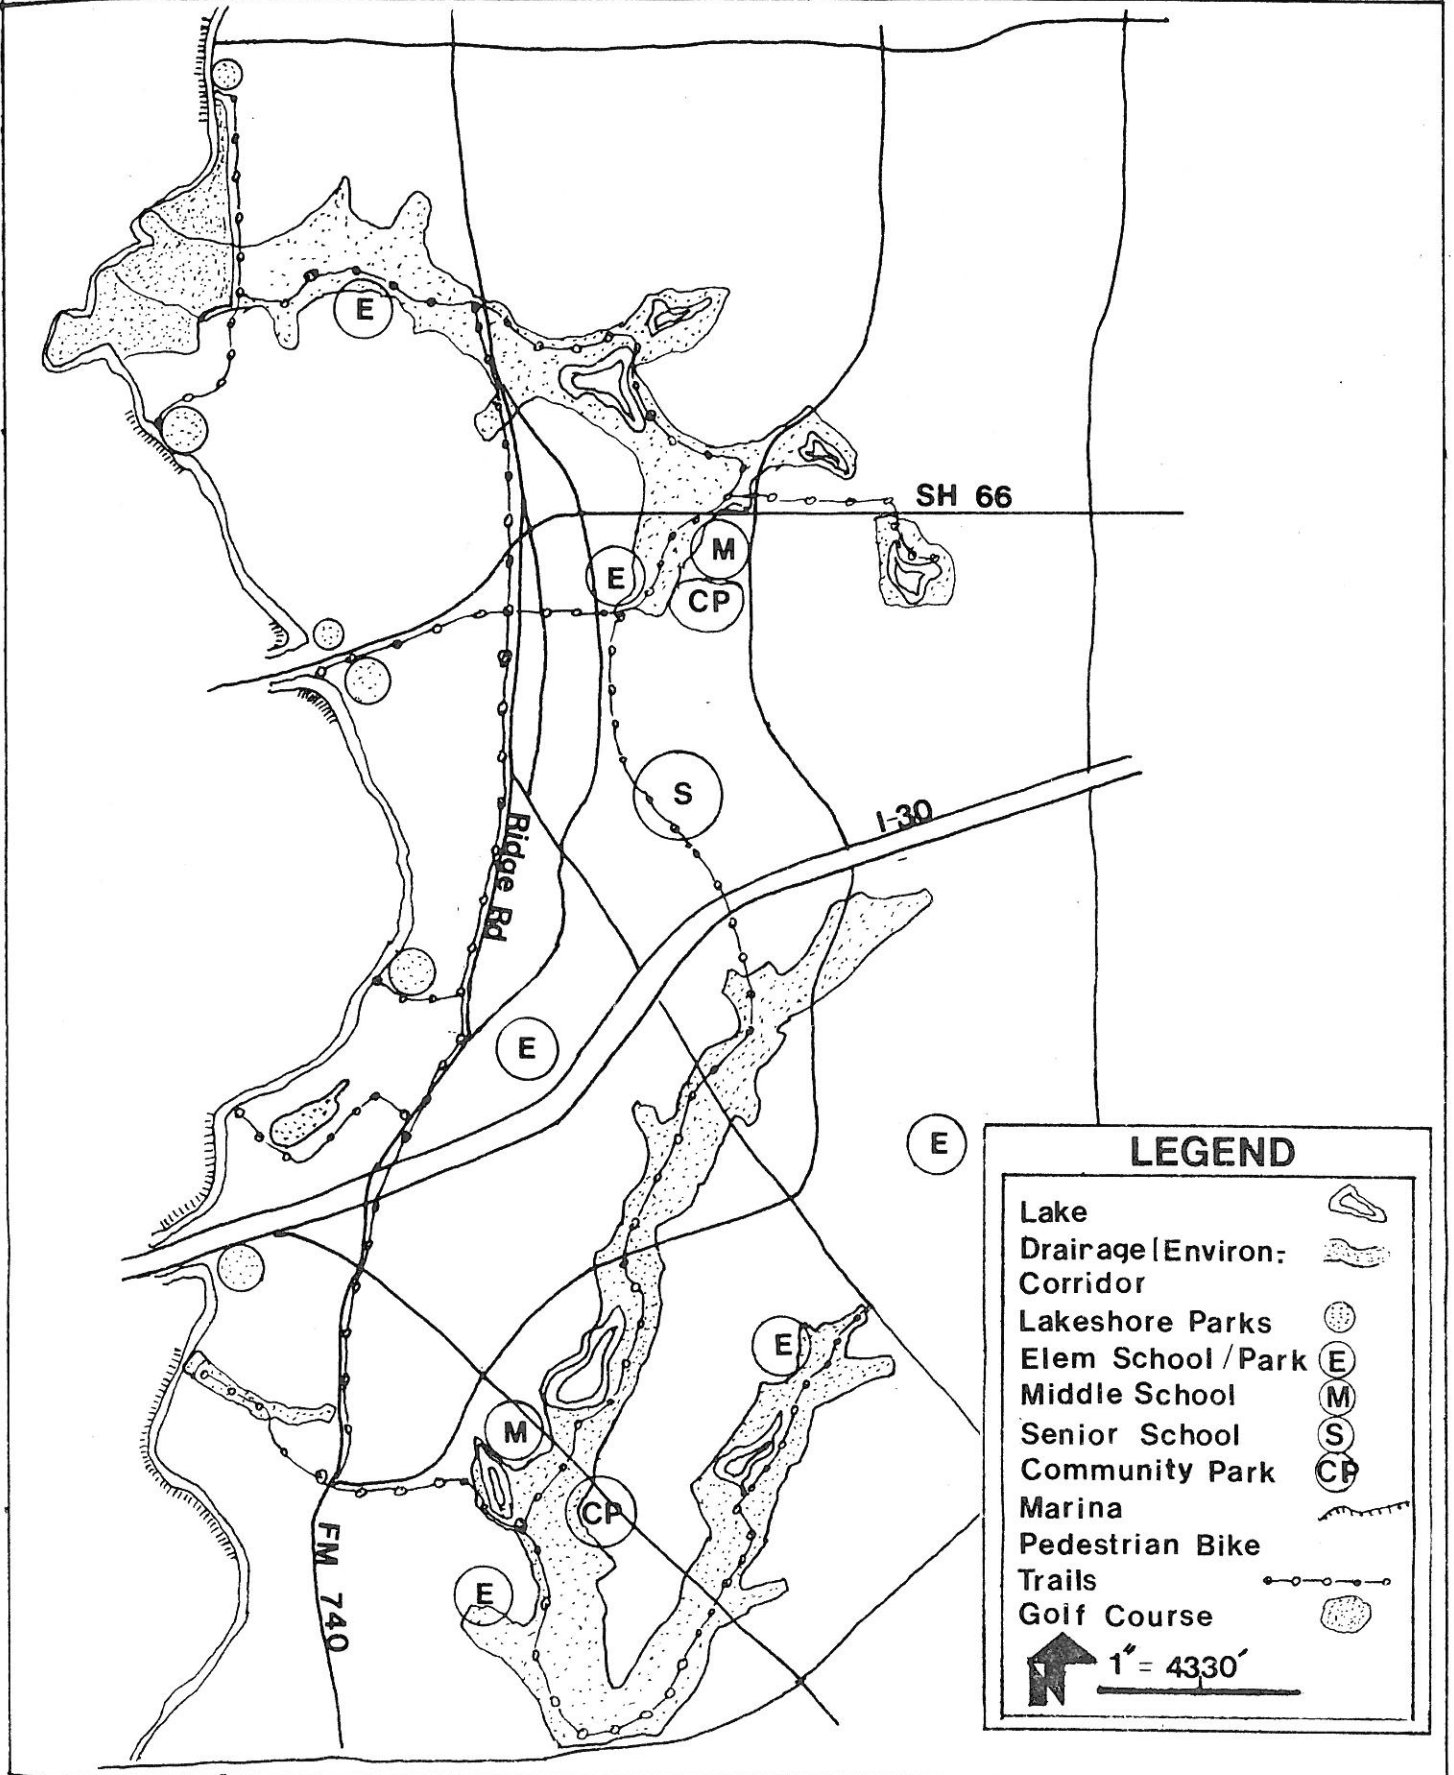 E
SH 66
M
E
CP
S
I-30
Ridge Rd
E
E
E
M
CP
E
FM 740
LEGEND
Lake
Drairage/Environ-
Corridor
Lakeshore Parks
Elem School/Park E
Middle School M
Senior School S
Community Park CP
Marina
Pedestrian Bike
Trails
Golf Course
N 1" = 4330'